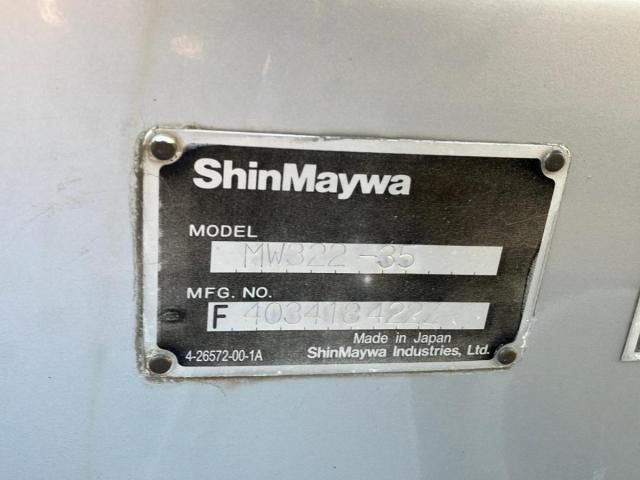 ShinMaywa
MODEL
MW322-35
MFG. NO.
F
Made in Japan
4-26572-00-1A
ShinMaywa Industries, Ltd.